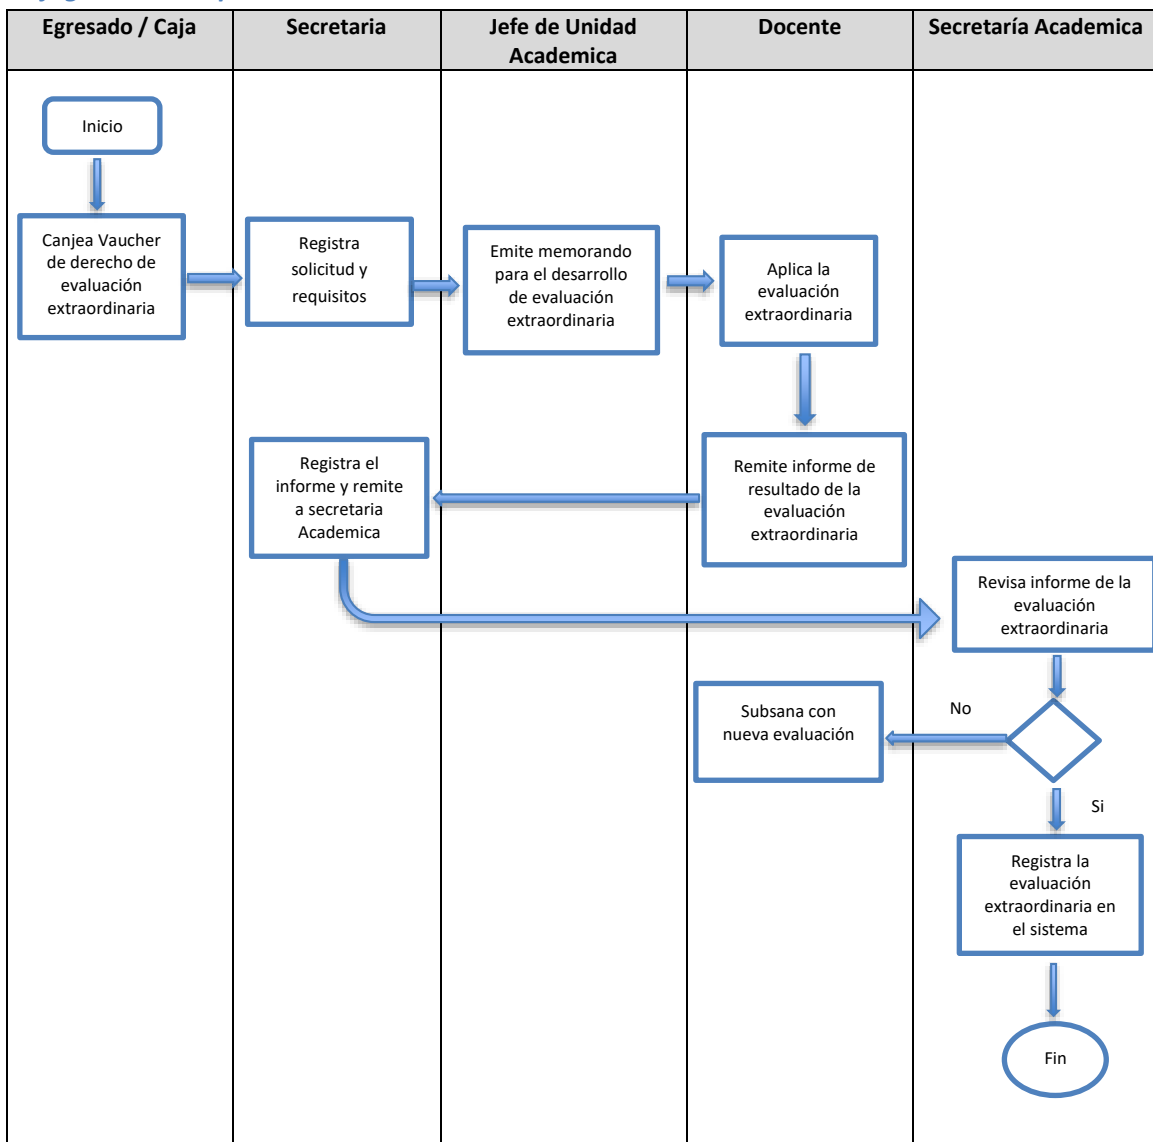 Egresado / Caja
Secretaria
Jefe de Unidad
Academica
Docente
Secretaría Academica
Inicio
Canjea Vaucher
de derecho de
evaluación
extraordinaria
Registra
solicitud y
requisitos
Emite memorando
para el desarrollo
de evaluación
extraordinaria
Aplica la
evaluación
extraordinaria
Remite informe de
resultado de la
evaluación
extraordinaria
Registra el
informe y remite
a secretaria
Academica
Revisa informe de la
evaluación
extraordinaria
No
Subsana con
nueva evaluación
Si
Registra la
evaluación
extraordinaria en
el sistema
Fin